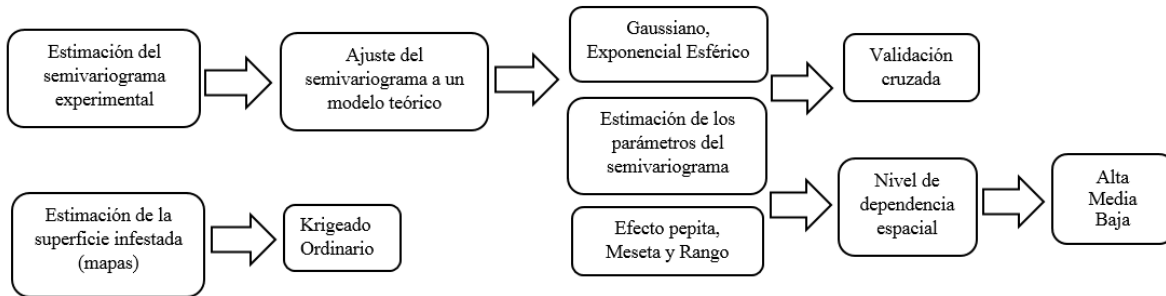 Estimación del
semivariograma
experimental
Ajuste del
semivariograma a un
modelo teórico
Gaussiano,
Exponencial Esférico
Validación
cruzada
Estimación de los
parámetros del
semivariograma
Efecto pepita,
Meseta y Rango
Nivel de
dependencia
espacial
Alta
Media
Baja
Estimación de la
superficie infestada
(mapas)
Krigeado
Ordinario